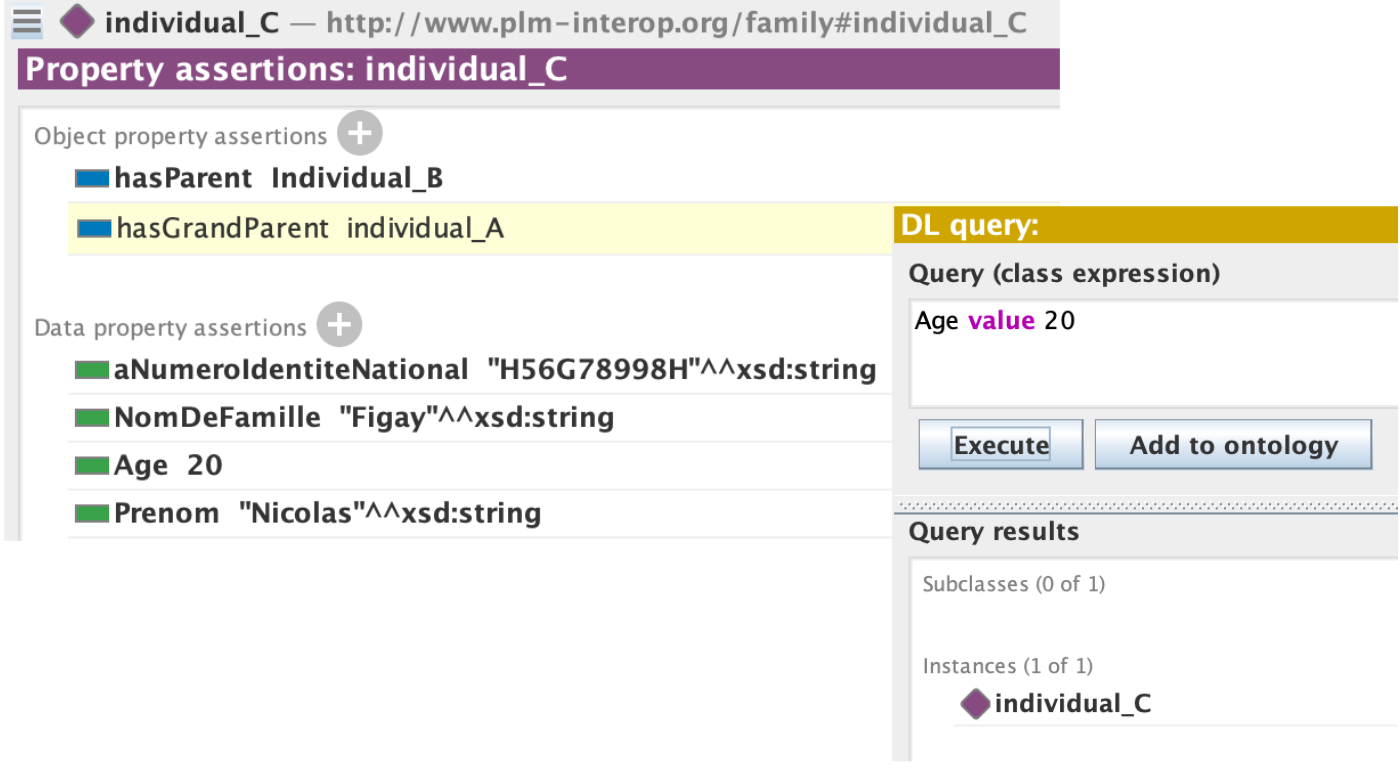 individual_C — http://www.plm-interop.org/family#individual_C
Property assertions: individual_C
Object property assertions
hasParent Individual_B
hasGrandParent individual_A
Data property assertions
aNumeroIdentiteNational "H56G78998H"^^xsd:string
NomDeFamille "Figay"^^xsd:string
Age 20
Prenom "Nicolas"^^xsd:string
DL query:
Query (class expression)
Age value 20
Execute Add to ontology
Query results
Subclasses (0 of 1)
Instances (1 of 1)
individual_C